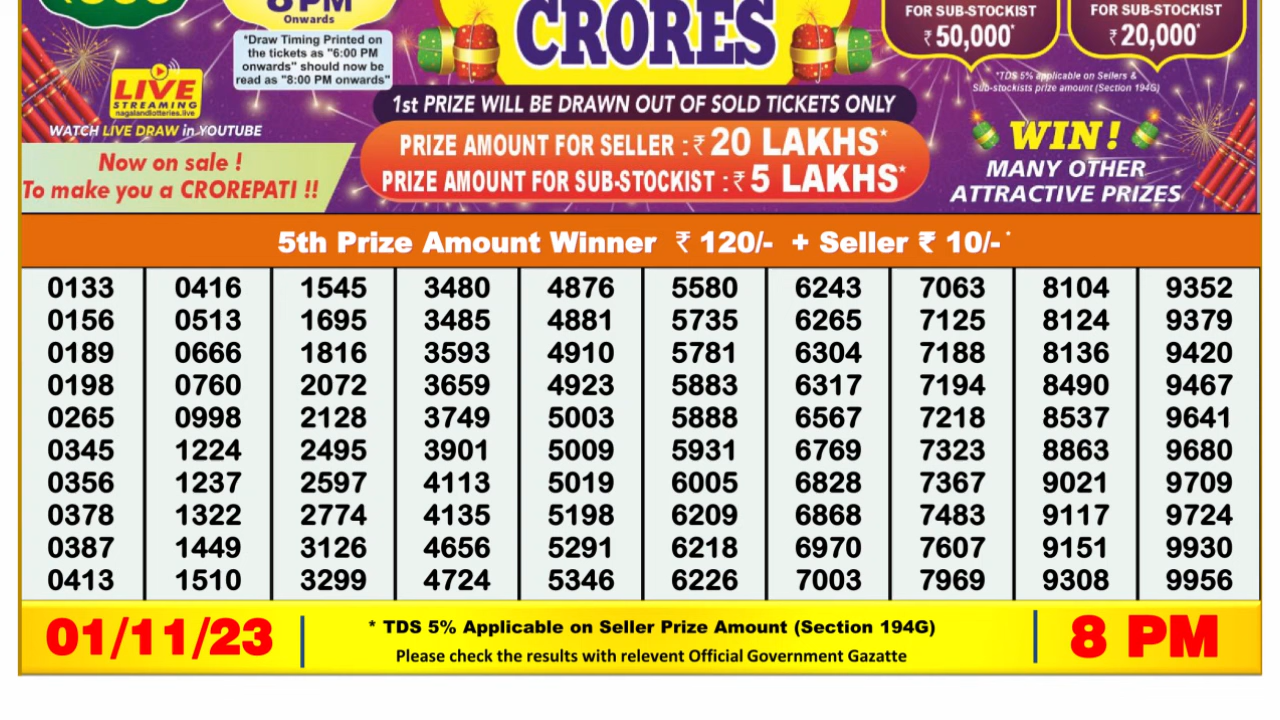 8 PM
Onwards
*Draw Timing Printed on
the tickets as "6:00 PM
onwards" should now be
read as "8:00 PM onwards"
CRORES
FOR SUB-STOCKIST
₹ 50,000*
FOR SUB-STOCKIST
₹ 20,000*
*TDS 5% applicable on Sellers &
Sub-stockists prize amount (Section 194G)
LIVE
STREAMING
nagalandlotteries.live
WATCH LIVE DRAW in YOUTUBE
1st PRIZE WILL BE DRAWN OUT OF SOLD TICKETS ONLY
PRIZE AMOUNT FOR SELLER : ₹ 20 LAKHS*
PRIZE AMOUNT FOR SUB-STOCKIST : ₹ 5 LAKHS*
WIN !
MANY OTHER
ATTRACTIVE PRIZES
Now on sale !
To make you a CROREPATI !!
5th Prize Amount Winner ₹ 120/- + Seller ₹ 10/-*
0133 0416 1545 3480 4876 5580 6243 7063 8104 9352
0156 0513 1695 3485 4881 5735 6265 7125 8124 9379
0189 0666 1816 3593 4910 5781 6304 7188 8136 9420
0198 0760 2072 3659 4923 5883 6317 7194 8490 9467
0265 0998 2128 3749 5003 5888 6567 7218 8537 9641
0345 1224 2495 3901 5009 5931 6769 7323 8863 9680
0356 1237 2597 4113 5019 6005 6828 7367 9021 9709
0378 1322 2774 4135 5198 6209 6868 7483 9117 9724
0387 1449 3126 4656 5291 6218 6970 7607 9151 9930
0413 1510 3299 4724 5346 6226 7003 7969 9308 9956
01/11/23
* TDS 5% Applicable on Seller Prize Amount (Section 194G)
Please check the results with relevent Official Government Gazatte
8 PM